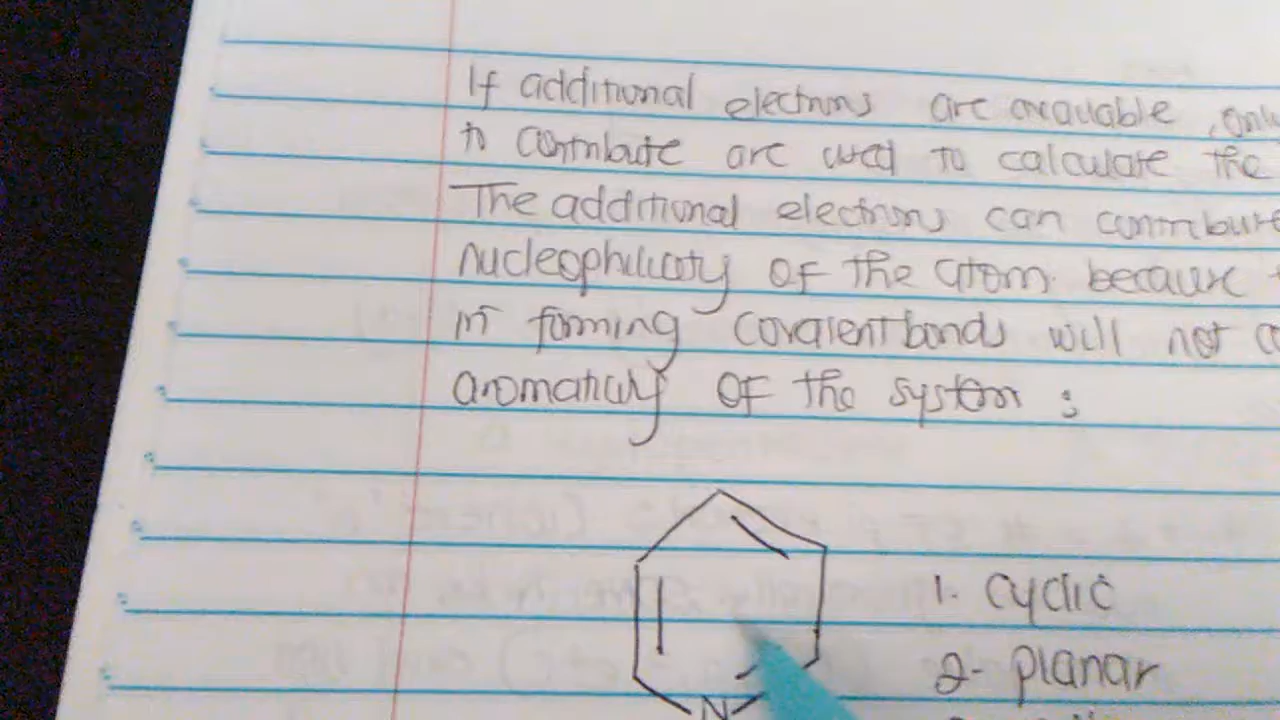 If additional electrons are available, only
to contribute are used to calculate the
The additional electrons can contribute
nucleophilicity of the atom because
in forming covalent bonds will not
aromaticity of the system :
1. cyclic
2- planar
N